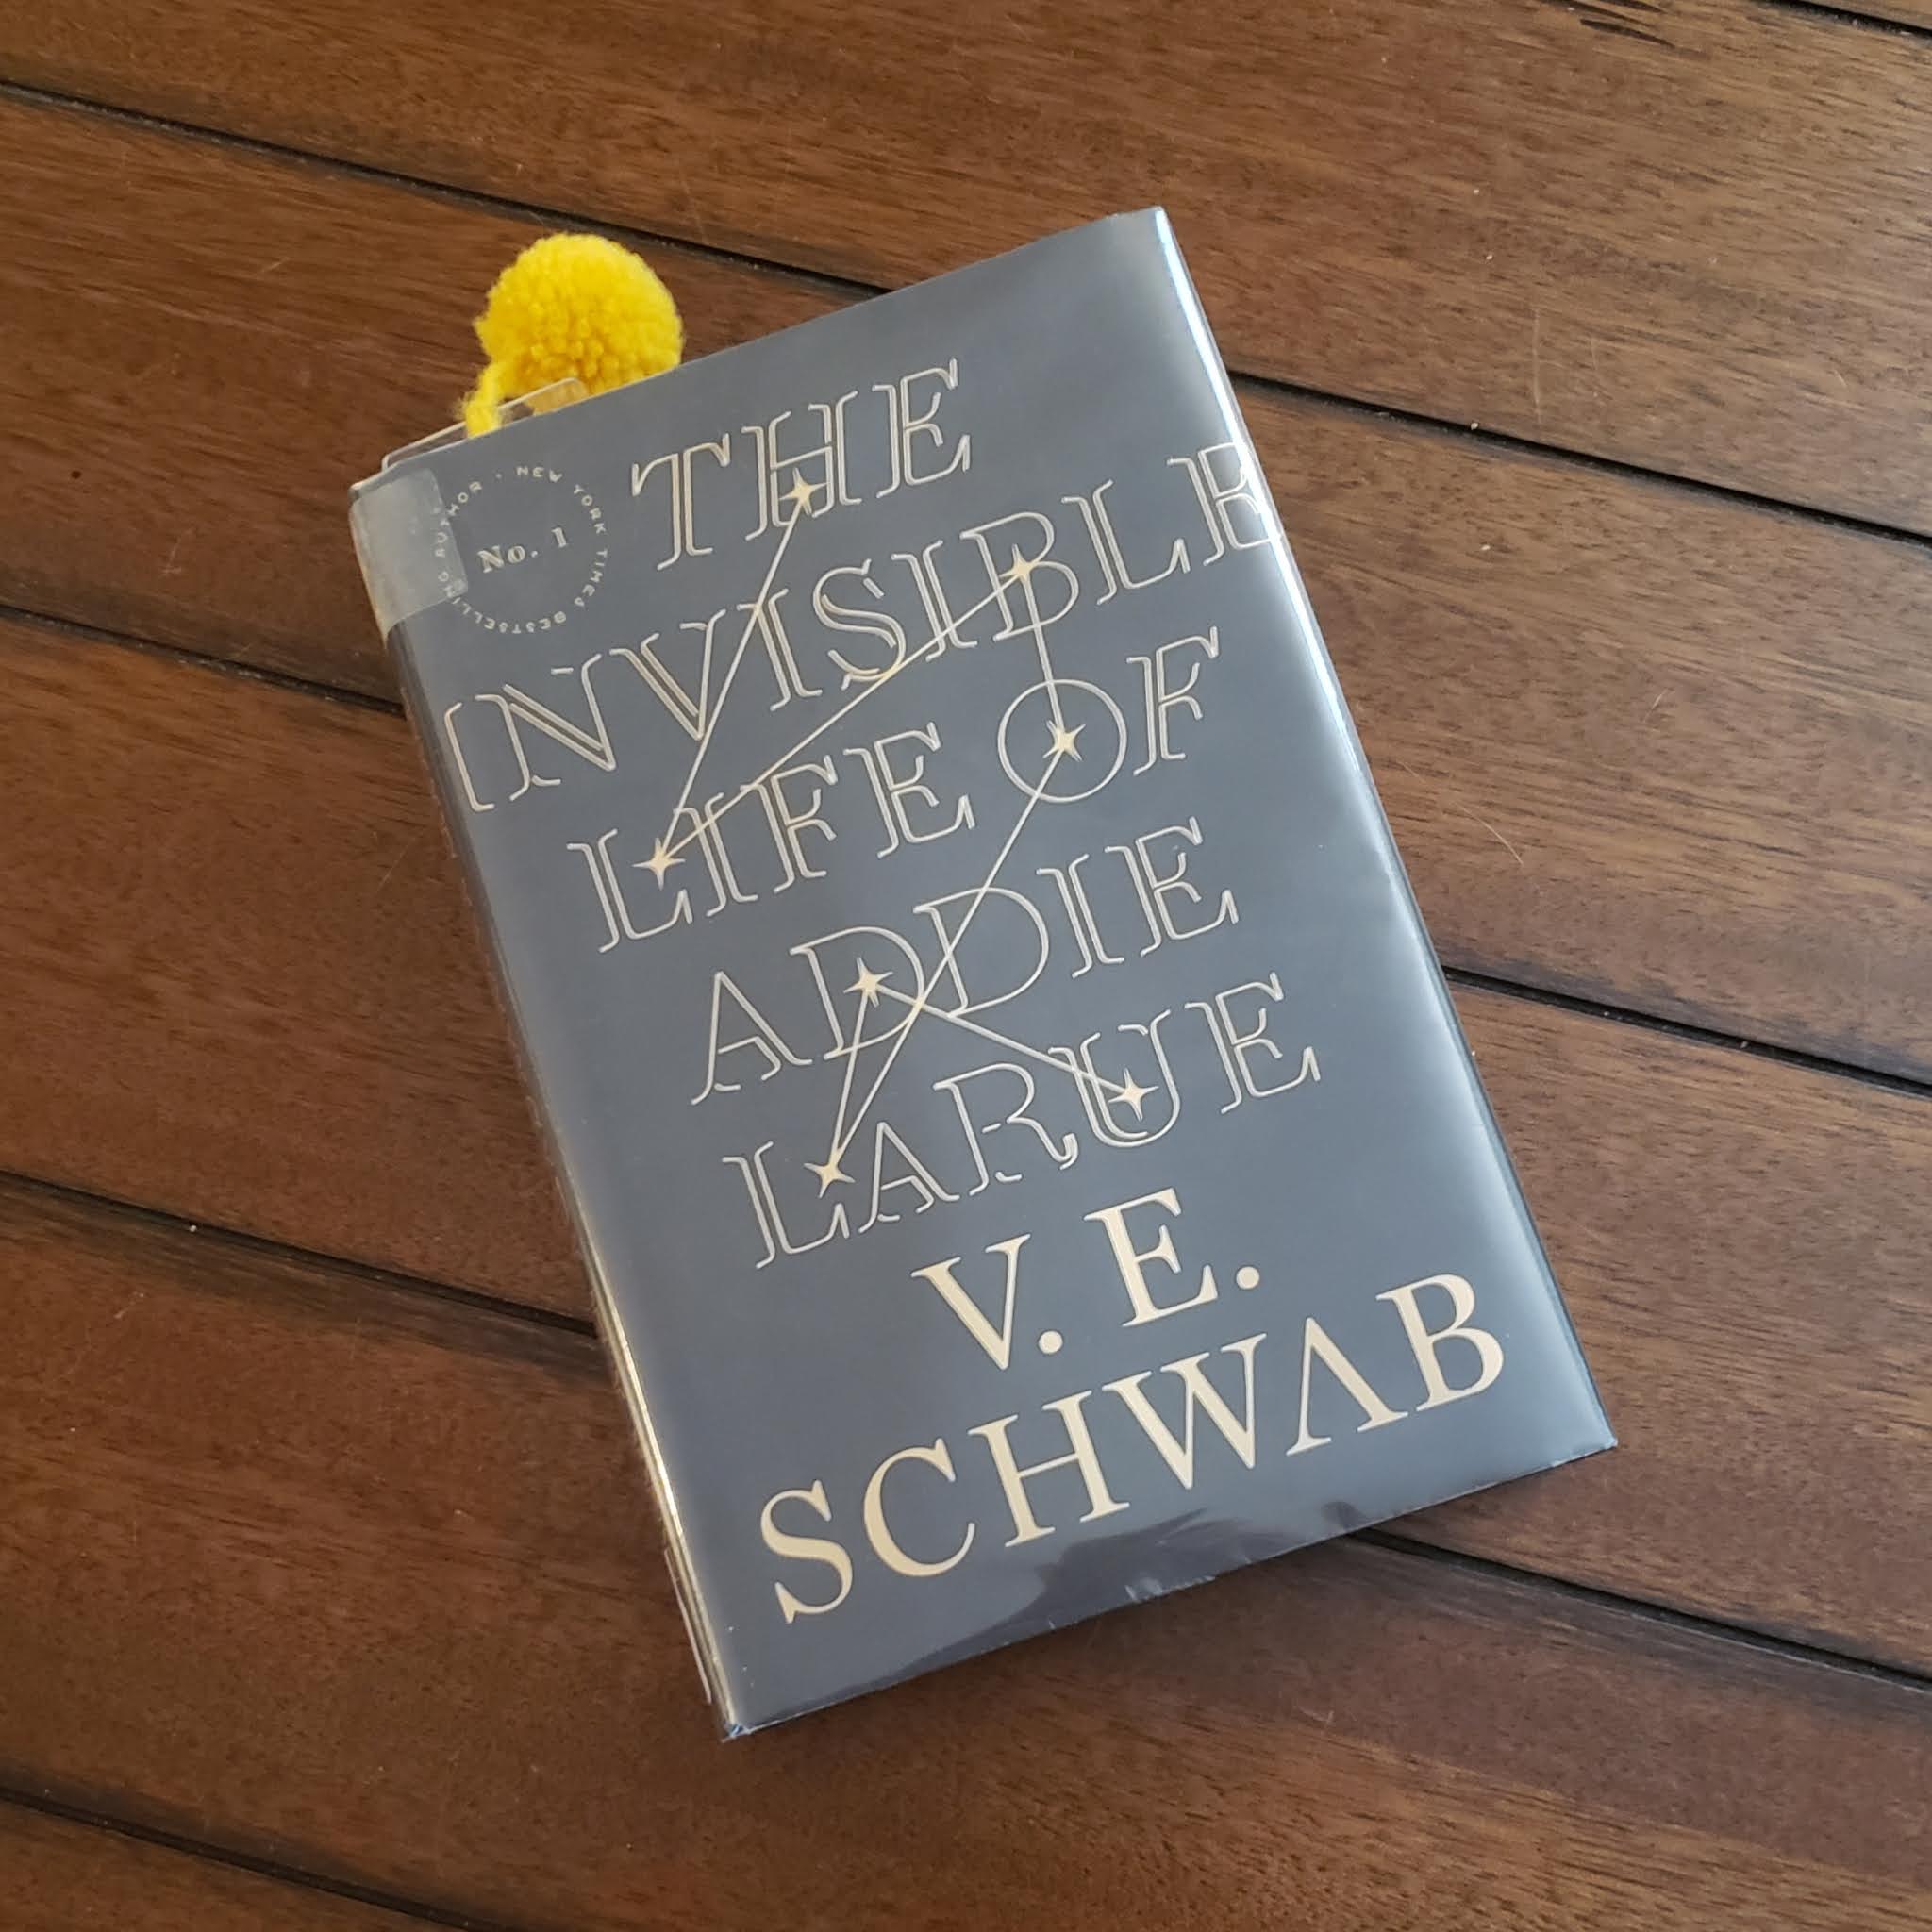 No. 1
NEW YORK TIMES BESTSELLING AUTHOR
THE
INVISIBLE
LIFE OF
ADDIE
LARUE
V. E.
SCHWAB